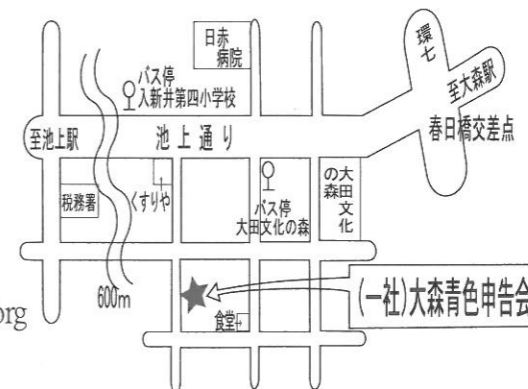 日赤
病院
環七
至大森駅
バス停
入新井第四小学校
至池上駅
池上通り
春日橋交差点
税務署
くすりや
バス停
大田文化の森
大田文化
の森
600m
(一社)大森青色申告会
食堂
org